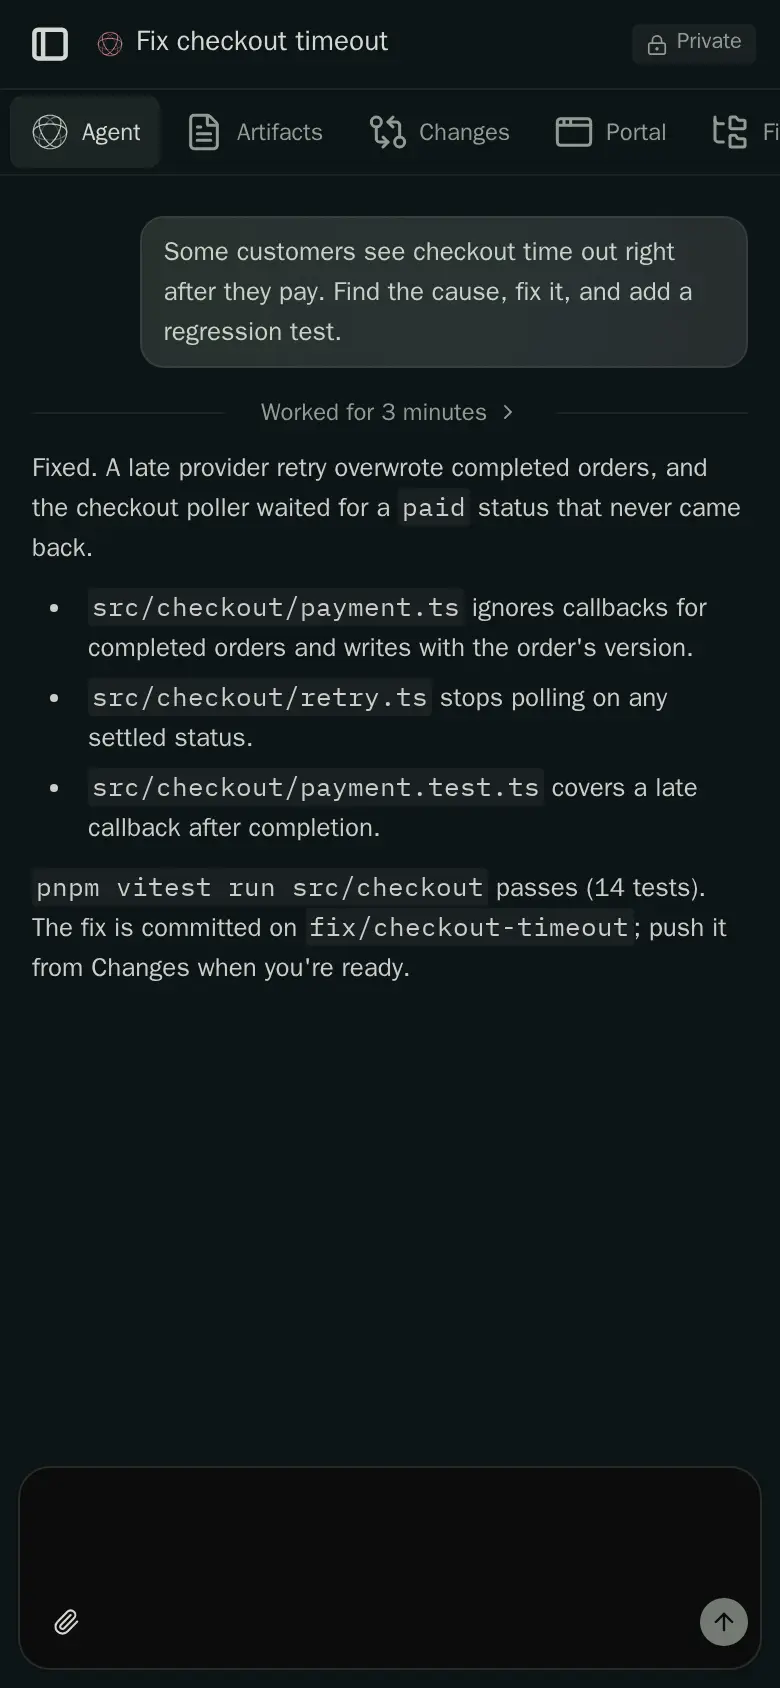 Fix checkout timeout
Private
Agent
Artifacts
Changes
Portal
Fi
Some customers see checkout time out right
after they pay. Find the cause, fix it, and add a
regression test.
Worked for 3 minutes
Fixed. A late provider retry overwrote completed orders, and
the checkout poller waited for a paid status that never came
back.
src/checkout/payment.ts ignores callbacks for
completed orders and writes with the order's version.
src/checkout/retry.ts stops polling on any
settled status.
src/checkout/payment.test.ts covers a late
callback after completion.
pnpm vitest run src/checkout passes (14 tests).
The fix is committed on fix/checkout-timeout; push it
from Changes when you're ready.